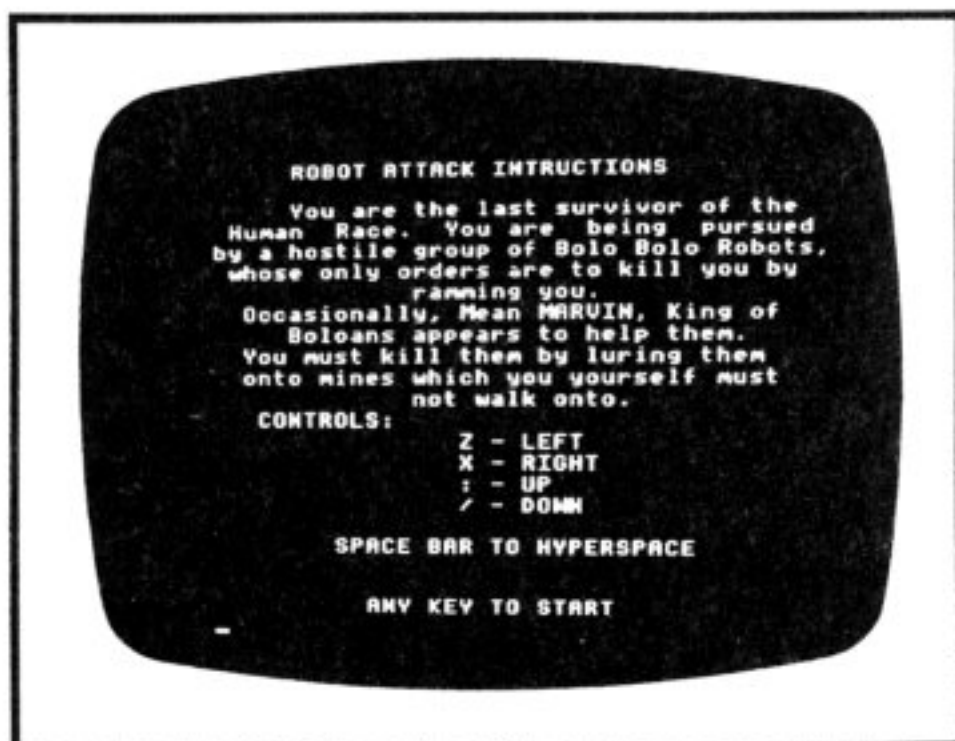 ROBOT ATTACK INTRUCTIONS
You are the last survivor of the
Human Race. You are being pursued
by a hostile group of Bolo Bolo Robots,
whose only orders are to kill you by
ramming you.
Occasionally, Mean MARVIN, King of
Boloans appears to help them.
You must kill them by luring them
onto mines which you yourself must
not walk onto.
CONTROLS:
Z - LEFT
X - RIGHT
: - UP
/ - DOWN
SPACE BAR TO HYPERSPACE
ANY KEY TO START